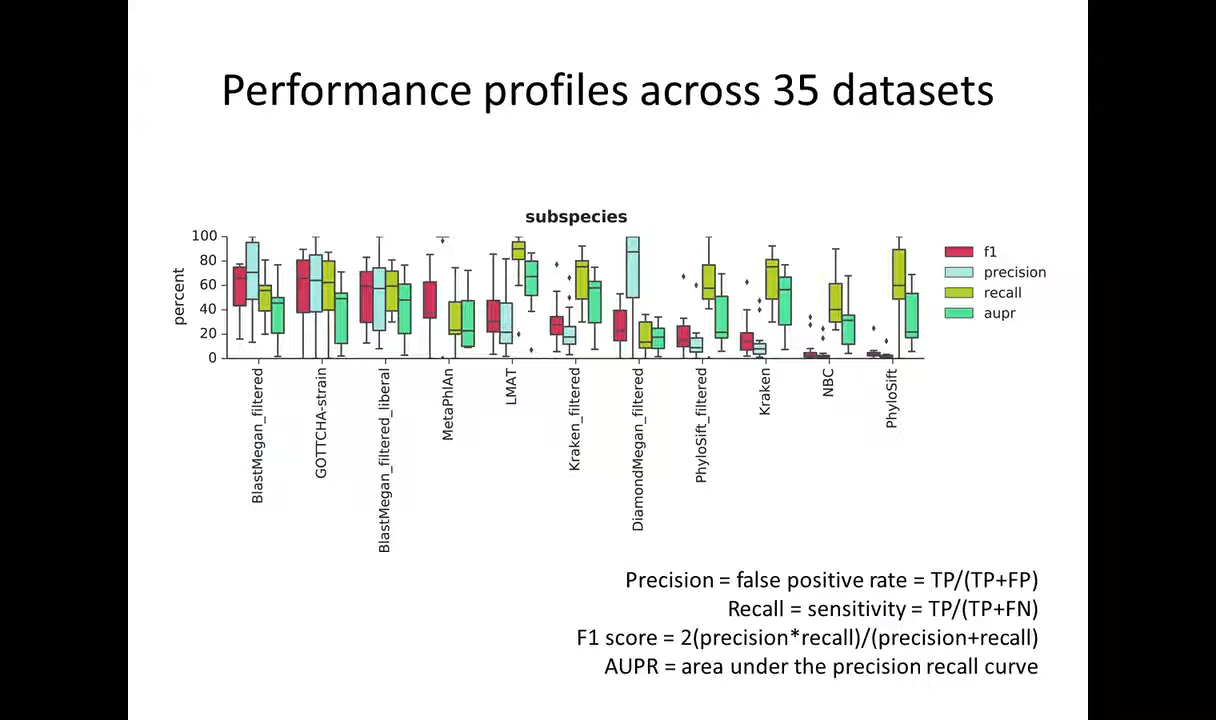 Performance profiles across 35 datasets
subspecies
percent
100
80
60
40
20
0
f1
precision
recall
aupr
BlastMegan_filtered
GOTTCHA-strain
BlastMegan_filtered_liberal
MetaPhlAn
LMAT
Kraken_filtered
DiamondMegan_filtered
PhyloSift_filtered
Kraken
NBC
PhyloSift
Precision = false positive rate = TP/(TP+FP)
Recall = sensitivity = TP/(TP+FN)
F1 score = 2(precision*recall)/(precision+recall)
AUPR = area under the precision recall curve